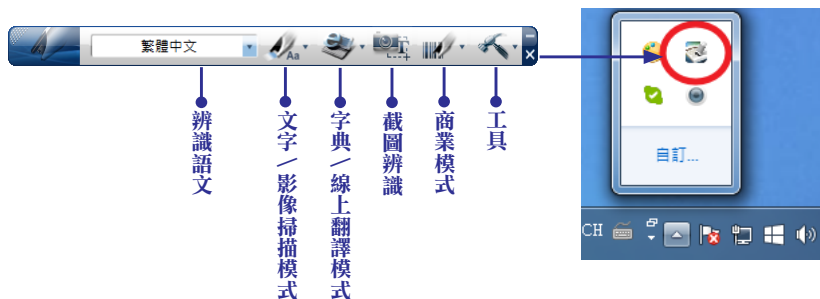 繁體中文
Aa
辨識語文
文字／影像掃描模式
字典／線上翻譯模式
截圖辨識
商業模式
工具
自訂...
CH